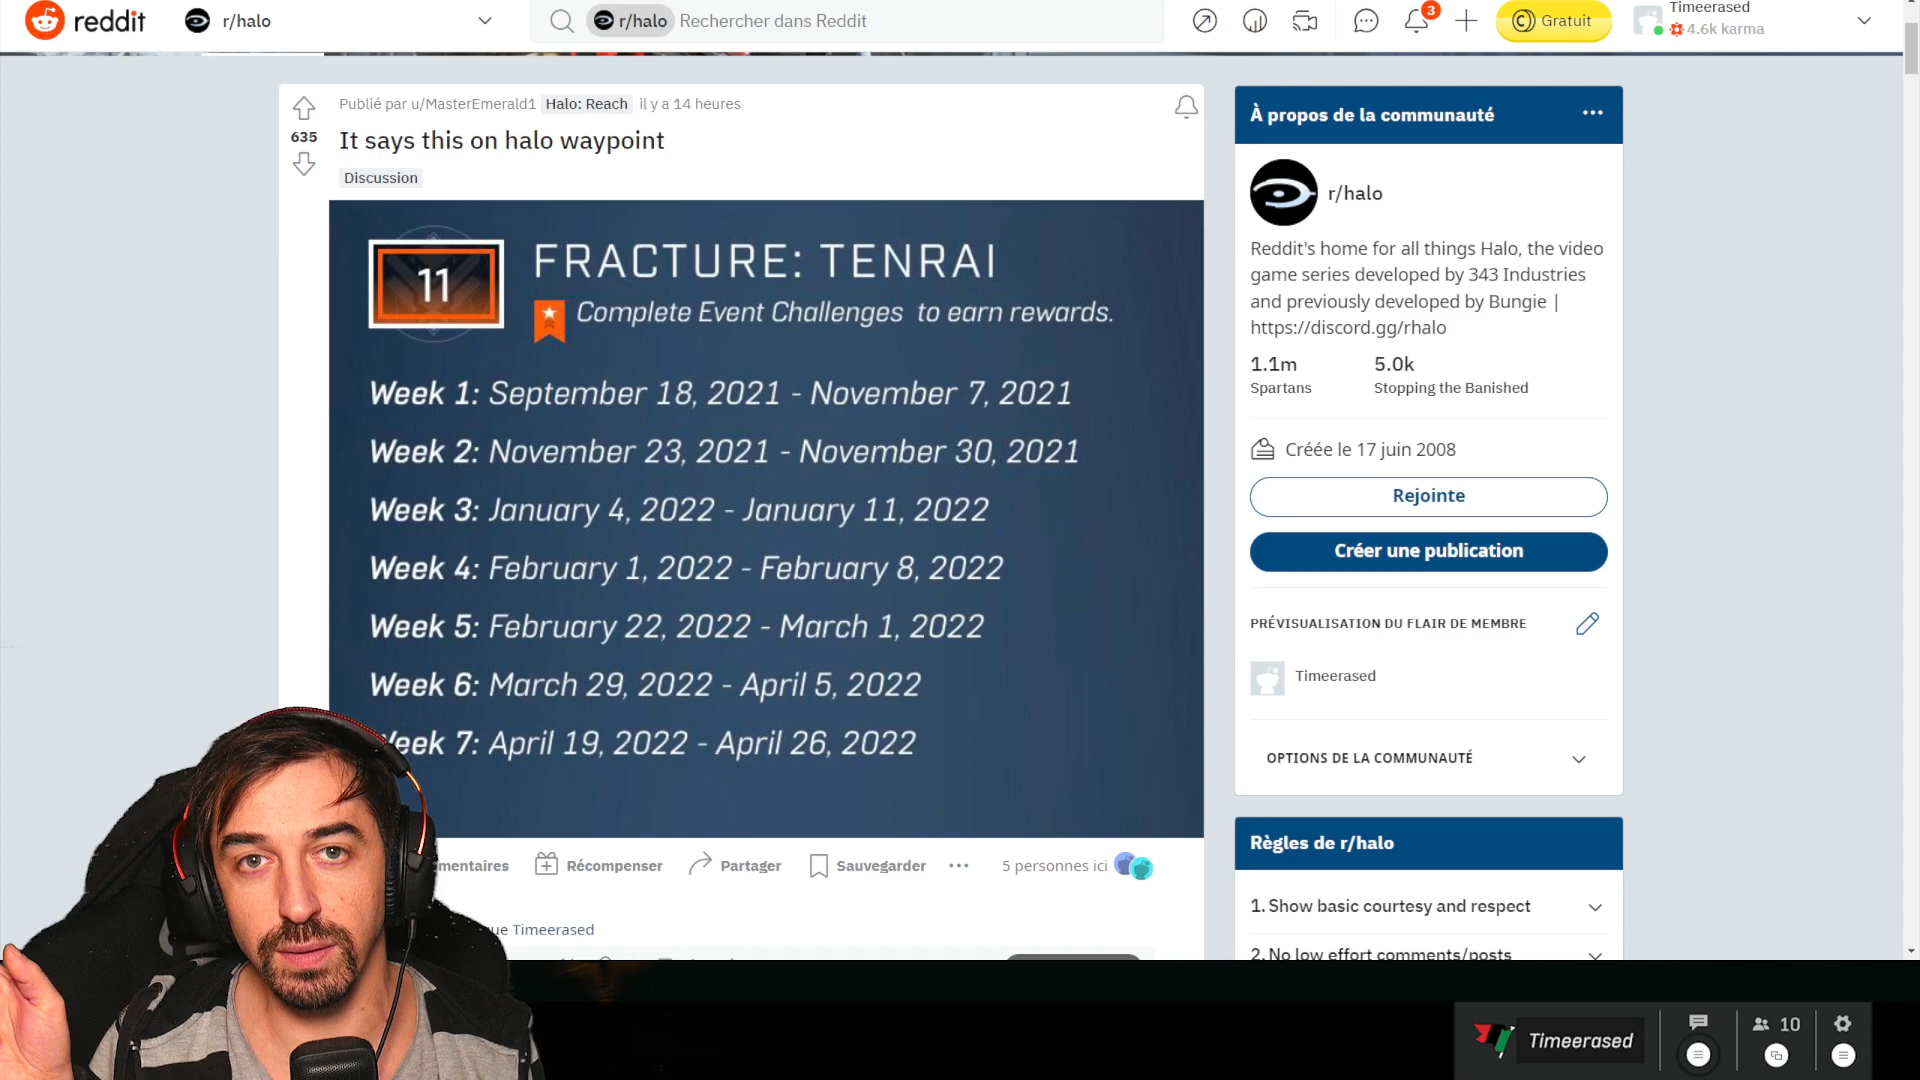 reddit
r/halo
r/halo Rechercher dans Reddit
3
Gratuit
Timeerased
4.6k karma
Publié par u/MasterEmerald1 Halo: Reach il y a 14 heures
635
It says this on halo waypoint
Discussion
11
FRACTURE: TENRAI
Complete Event Challenges to earn rewards.
Week 1: September 18, 2021 - November 7, 2021
Week 2: November 23, 2021 - November 30, 2021
Week 3: January 4, 2022 - January 11, 2022
Week 4: February 1, 2022 - February 8, 2022
Week 5: February 22, 2022 - March 1, 2022
Week 6: March 29, 2022 - April 5, 2022
Week 7: April 19, 2022 - April 26, 2022
mentaires
Récompenser
Partager
Sauvegarder
5 personnes ici
ue Timeerased
À propos de la communauté
r/halo
Reddit's home for all things Halo, the video
game series developed by 343 Industries
and previously developed by Bungie |
https://discord.gg/rhalo
1.1m 5.0k
Spartans Stopping the Banished
Créée le 17 juin 2008
Rejointe
Créer une publication
PRÉVISUALISATION DU FLAIR DE MEMBRE
Timeerased
OPTIONS DE LA COMMUNAUTÉ
Règles de r/halo
1. Show basic courtesy and respect
2. No low effort comments/posts
Timeerased
10